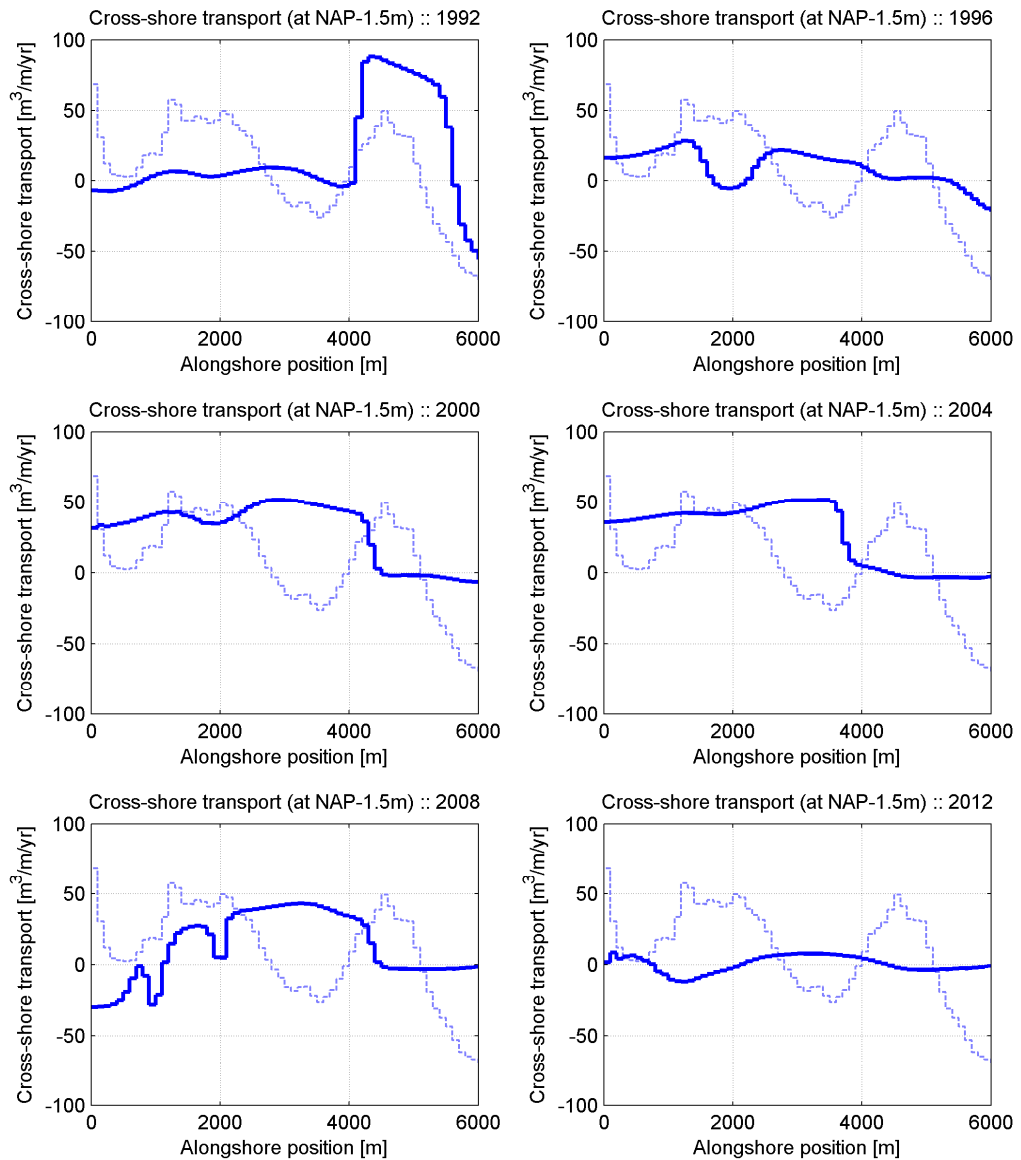 Cross-shore transport (at NAP-1.5m) :: 1992
Cross-shore transport [m³/m/yr]
100
50
0
-50
-100
0 2000 4000 6000
Alongshore position [m]
Cross-shore transport (at NAP-1.5m) :: 1996
Cross-shore transport [m³/m/yr]
100
50
0
-50
-100
0 2000 4000 6000
Alongshore position [m]
Cross-shore transport (at NAP-1.5m) :: 2000
Cross-shore transport [m³/m/yr]
100
50
0
-50
-100
0 2000 4000 6000
Alongshore position [m]
Cross-shore transport (at NAP-1.5m) :: 2004
Cross-shore transport [m³/m/yr]
100
50
0
-50
-100
0 2000 4000 6000
Alongshore position [m]
Cross-shore transport (at NAP-1.5m) :: 2008
Cross-shore transport [m³/m/yr]
100
50
0
-50
-100
0 2000 4000 6000
Alongshore position [m]
Cross-shore transport (at NAP-1.5m) :: 2012
Cross-shore transport [m³/m/yr]
100
50
0
-50
-100
0 2000 4000 6000
Alongshore position [m]